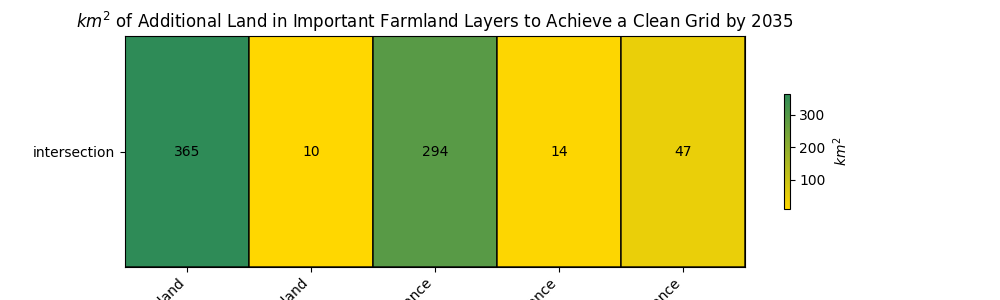 km² of Additional Land in Important Farmland Layers to Achieve a Clean Grid by 2035
intersection
365 10 294 14 47
300
200
100
km²